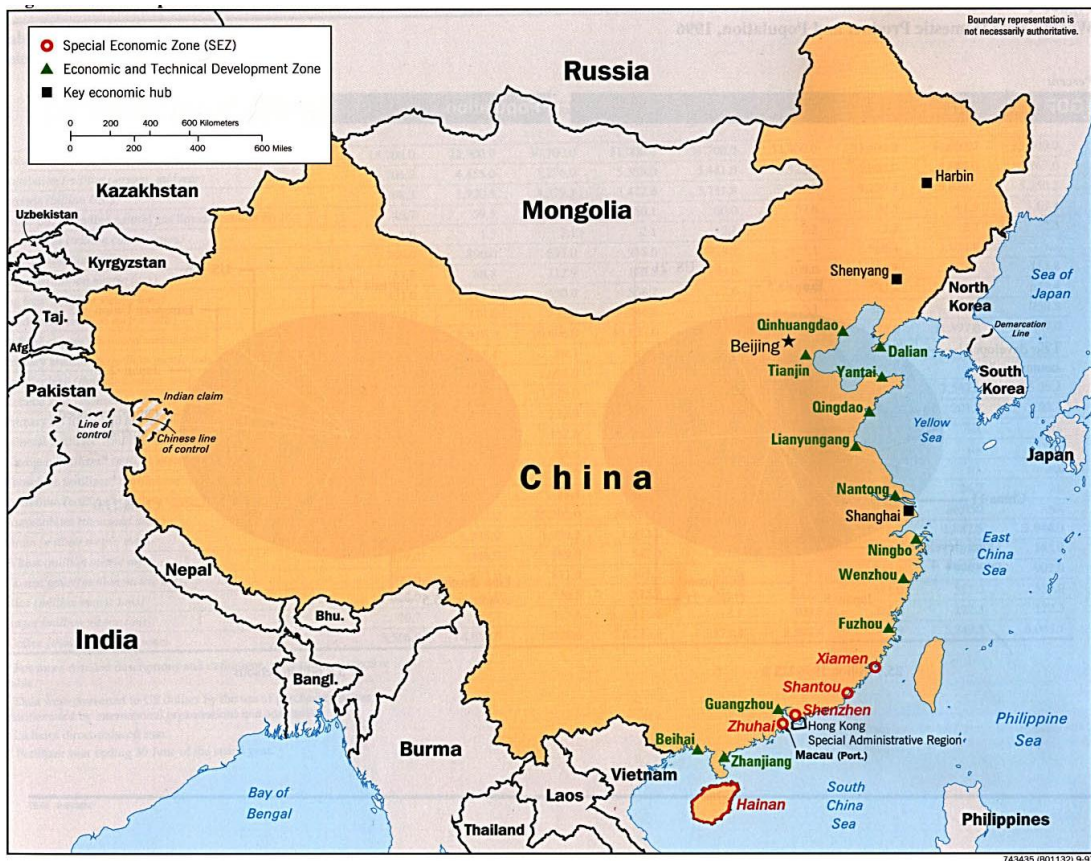 Boundary representation is
not necessarily authoritative.
Special Economic Zone (SEZ)
Economic and Technical Development Zone
Key economic hub
0 200 400 600 Kilometers
0 200 400 600 Miles
Russia
Kazakhstan
Mongolia
Harbin
Uzbekistan
Kyrgyzstan
Shenyang
North
Korea
Sea of
Japan
Taj.
Qinhuangdao
Demarcation
Line
Beijing
Dalian
Afg.
Tianjin
Yantai
South
Korea
Pakistan
Indian claim
Line of
control
Chinese line
of control
Qingdao
Yellow
Sea
Lianyungang
Japan
China
Nantong
Shanghai
Ningbo
East
China
Sea
Nepal
Wenzhou
Bhu.
India
Fuzhou
Xiamen
Bangl.
Shantou
Guangzhou
Shenzhen
Zhuhai
Hong Kong
Special Administrative Region
Macau (Port.)
Philippine
Sea
Burma
Beihai
Zhanjiang
Vietnam
Laos
Hainan
South
China
Sea
Bay of
Bengal
Thailand
Philippines